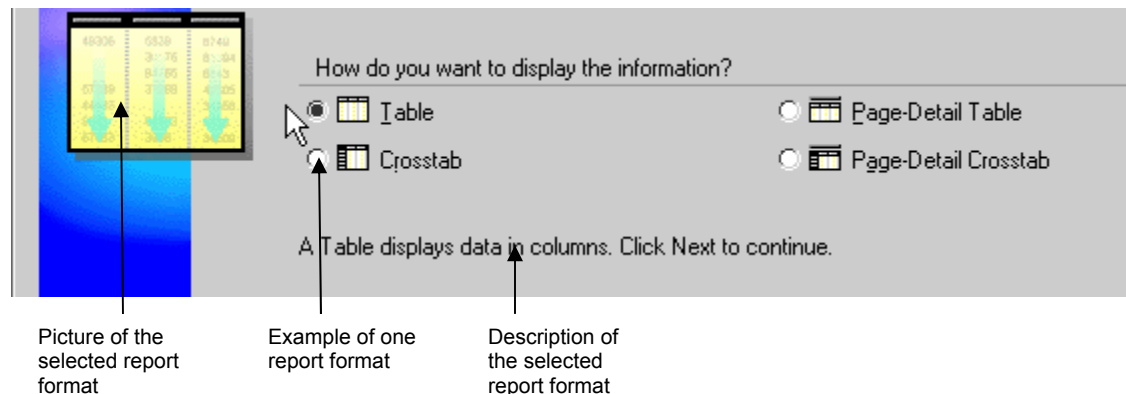 How do you want to display the information?
Table
Page-Detail Table
Crosstab
Page-Detail Crosstab
A Table displays data in columns. Click Next to continue.
Picture of the
selected report
format
Example of one
report format
Description of
the selected
report format